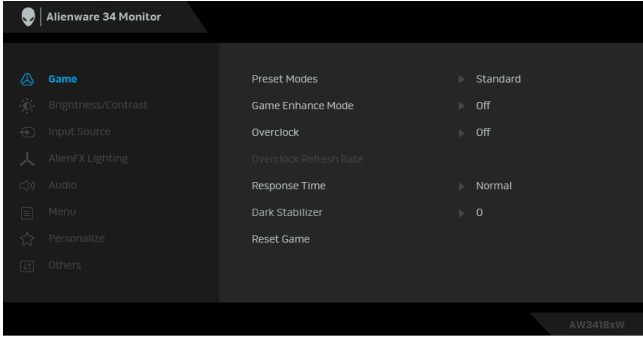 Alienware 34 Monitor
Game
Preset Modes Standard
Brightness/Contrast
Game Enhance Mode Off
Input Source
Overclock Off
AlienFX Lighting
Overclock Refresh Rate
Audio
Response Time Normal
Menu
Dark Stabilizer 0
Personalize
Reset Game
Others
AW3418xW